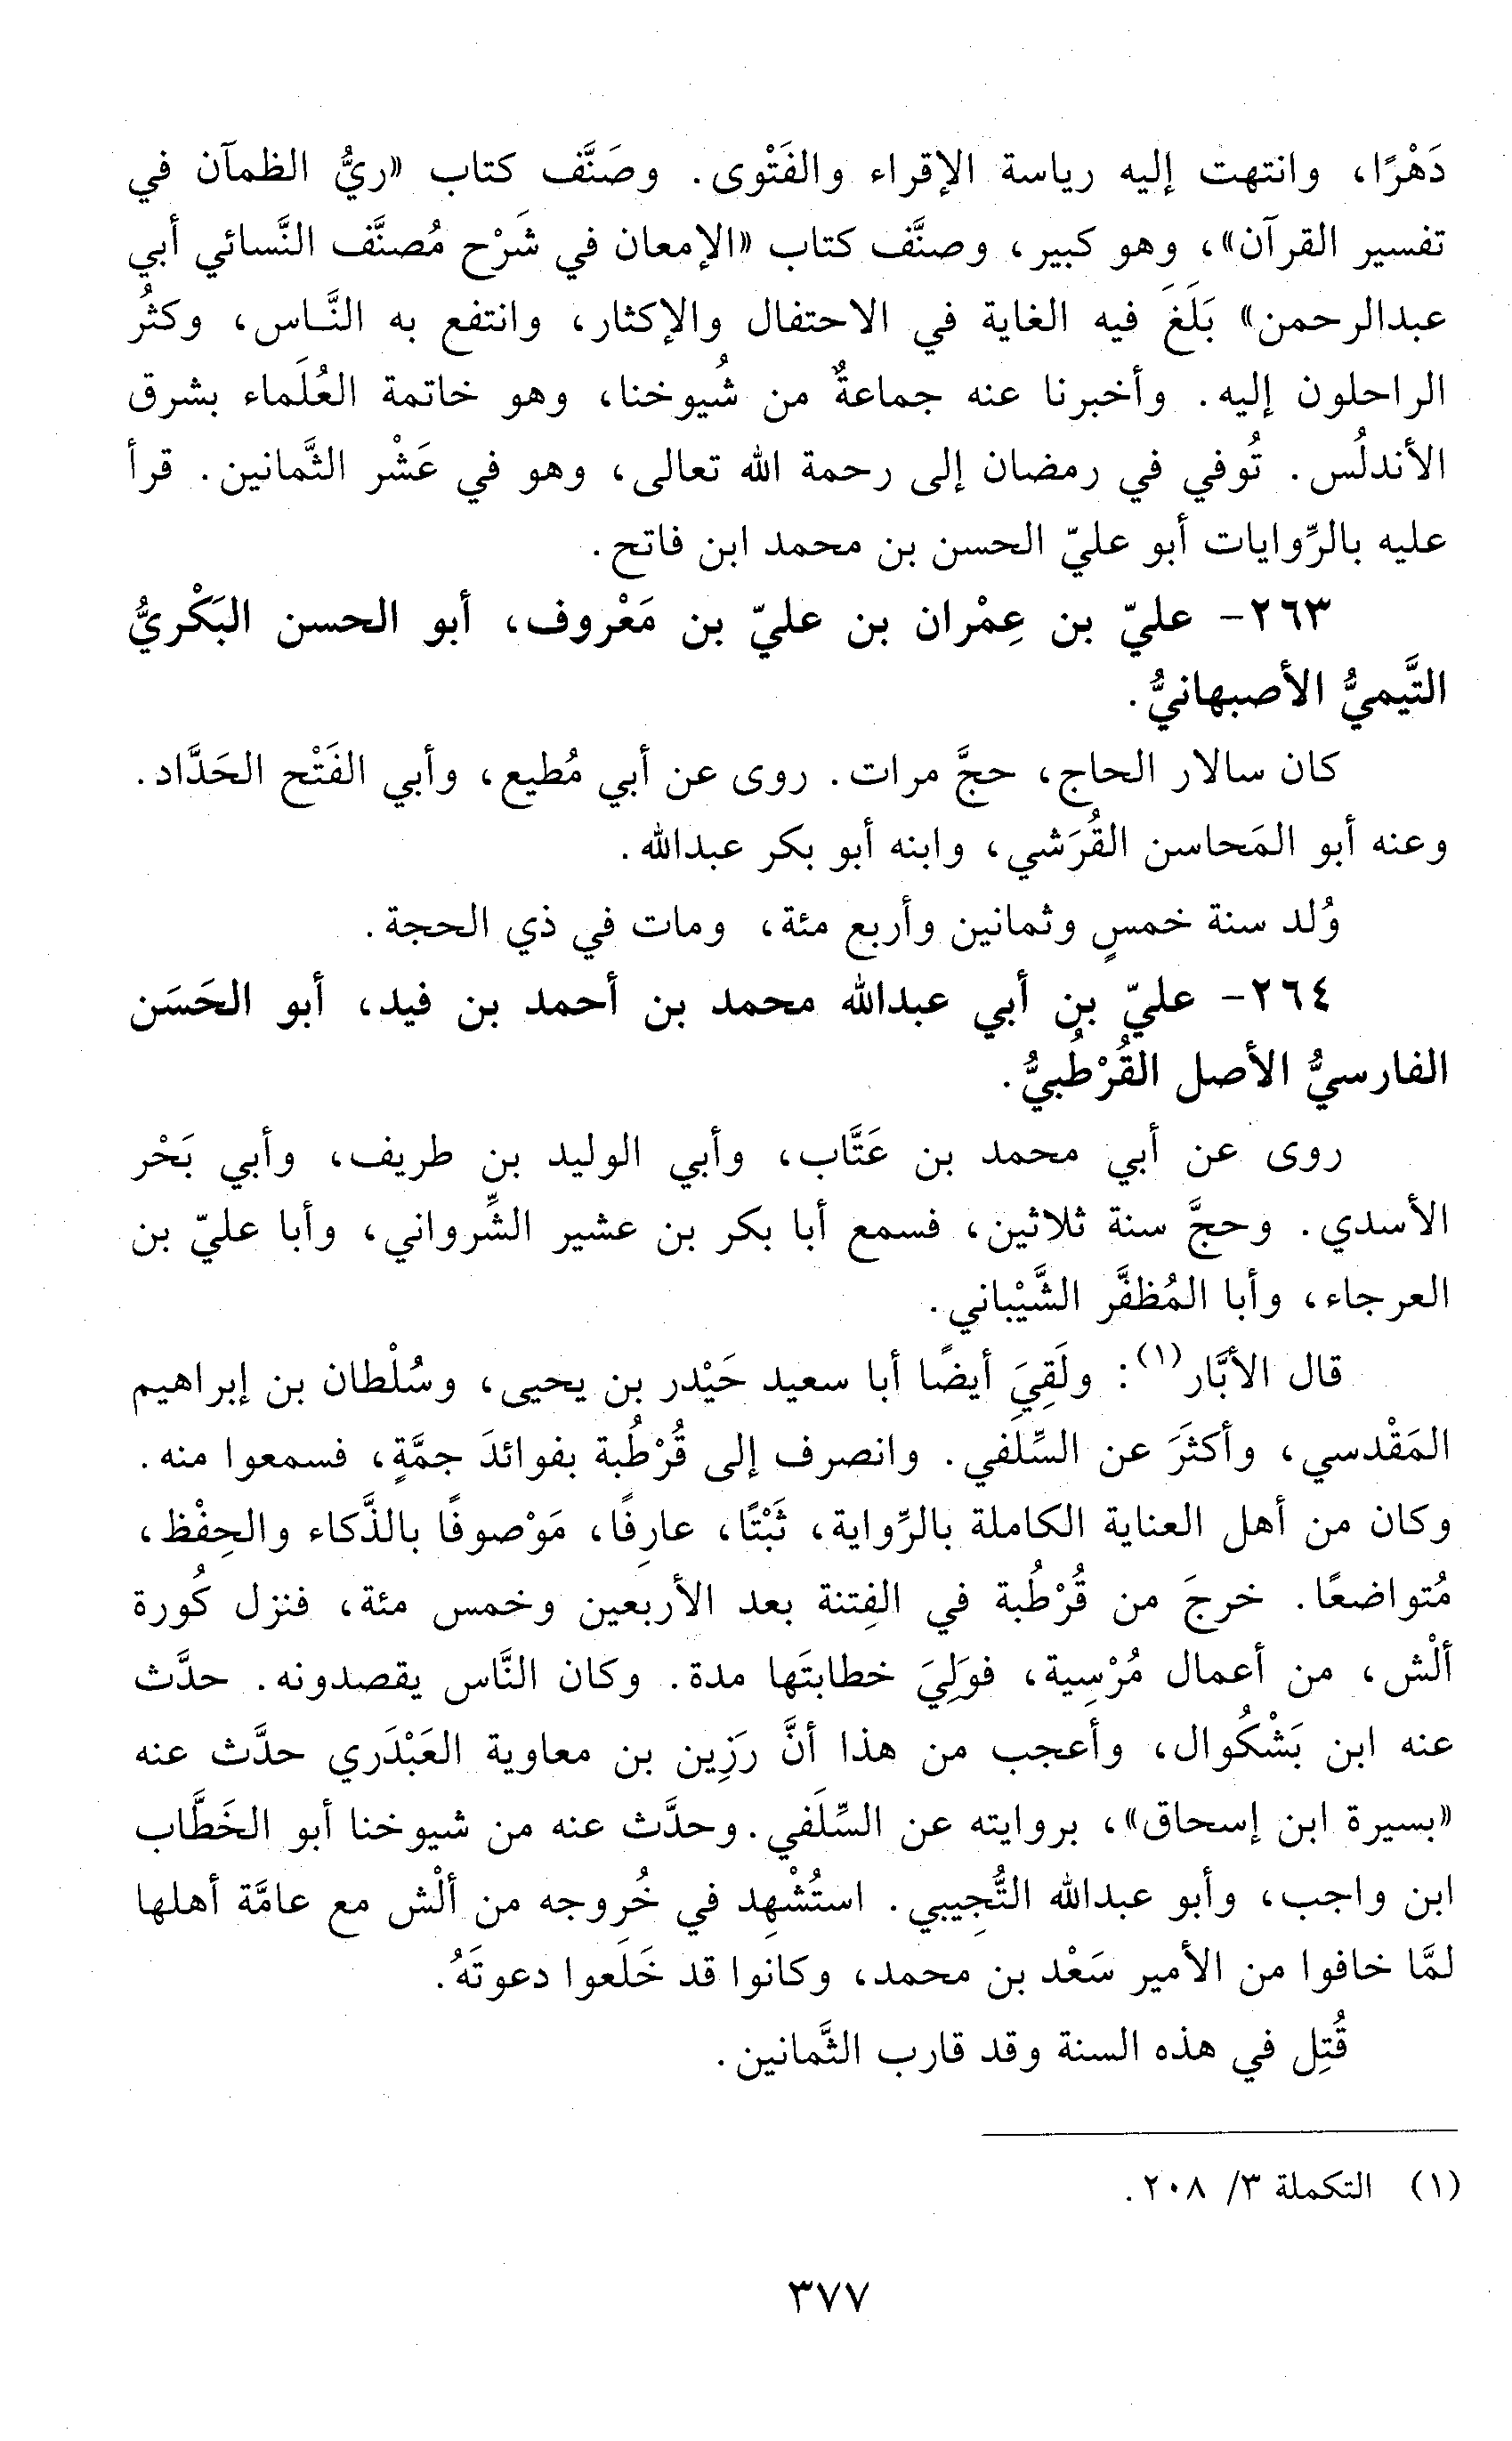 دَهْرًا، وانتهت إليه رياسة الإقراء والفَتْوى. وصَنَّف كتاب «ريُّ الظمآن في
تفسير القرآن»، وهو كبير، وصنَّف كتاب «الإمعان في شَرْح مُصنَّف النَّسائي أبي
عبدالرحمن» بَلَغَ فيه الغاية في الاحتفال والإكثار، وانتفع به النَّاس، وكثُر
الراحلون إليه. وأخبرنا عنه جماعةٌ من شُيوخنا، وهو خاتمة العُلَماء بشرق
الأندلُس. تُوفي في رمضان إلى رحمة الله تعالى، وهو في عَشْر الثَّمانين. قرأ
عليه بالرِّوايات أبو عليّ الحسن بن محمد ابن فاتح.
٢٦٣- عليّ بن عِمْران بن عليّ بن مَعْروف، أبو الحسن البَكْريُّ
التَّيميُّ الأصبهانيُّ.
كان سالار الحاج، حجَّ مرات. روى عن أبي مُطيع، وأبي الفَتْح الحَدَّاد.
وعنه أبو المَحاسن القُرَشي، وابنه أبو بكر عبدالله.
وُلد سنة خمسٍ وثمانين وأربع مئة، ومات في ذي الحجة.
٢٦٤- عليّ بن أبي عبدالله محمد بن أحمد بن فيد، أبو الحَسَن
الفارسيُّ الأصل القُرْطُبيُّ.
روى عن أبي محمد بن عَتَّاب، وأبي الوليد بن طريف، وأبي بَحْر
الأسدي. وحجَّ سنة ثلاثين، فسمع أبا بكر بن عشير الشِّرواني، وأبا عليّ بن
العرجاء، وأبا المُظفَّر الشَّيْباني.
قال الأبَّار(١): ولَقِيَ أيضًا أبا سعيد حَيْدر بن يحيى، وسُلْطان بن إبراهيم
المَقْدسي، وأكثَرَ عن السِّلَفي. وانصرف إلى قُرْطُبة بفوائدَ جمَّةٍ، فسمعوا منه.
وكان من أهل العناية الكاملة بالرِّواية، ثَبْتًا، عارِفًا، مَوْصوفًا بالذَّكاء والحِفْظ،
مُتواضعًا. خرجَ من قُرْطُبة في الفِتنة بعد الأربعين وخمس مئة، فنزل كُورة
ألْش، من أعمال مُرْسِية، فوَلِيَ خطابتَها مدة. وكان النَّاس يقصدونه. حدَّث
عنه ابن بَشْكُوال، وأعجب من هذا أنَّ رَزِين بن معاوية العَبْدَري حدَّث عنه
«بسيرة ابن إسحاق»، بروايته عن السِّلَفي. وحدَّث عنه من شيوخنا أبو الخَطَّاب
ابن واجب، وأبو عبدالله التُّجِيبي. استُشْهِد في خُروجه من ألْش مع عامَّة أهلها
لمَّا خافوا من الأمير سَعْد بن محمد، وكانوا قد خَلَعوا دعوتَهُ.
قُتِل في هذه السنة وقد قارب الثَّمانين.
(١) التكملة ٣/ ٢٠٨.
٣٧٧